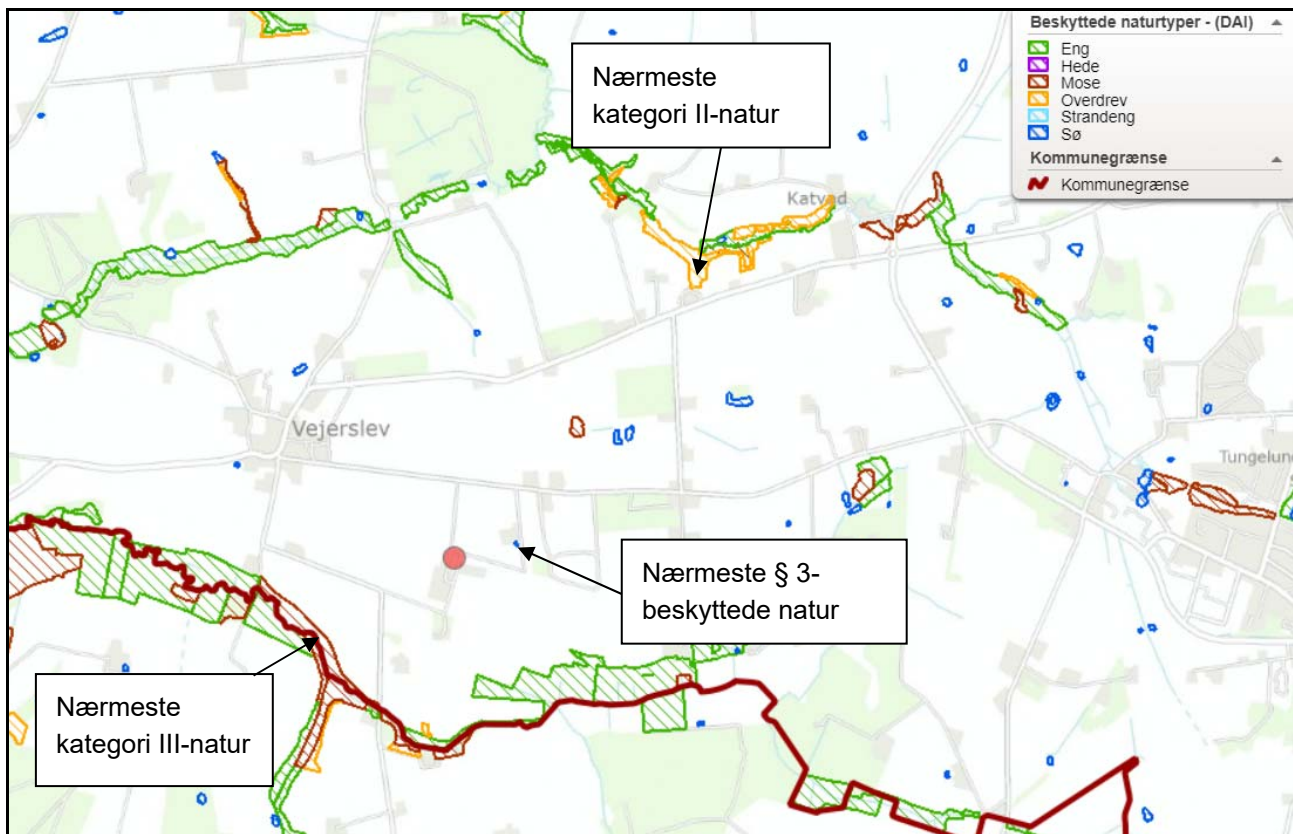 Beskyttede naturtyper - (DAI)
Eng
Hede
Mose
Overdrev
Strandeng
Sø
Kommunegrænse
Kommunegrænse
Nærmeste
kategori II-natur
Katvad
Vejerslev
Tungelund
Nærmeste § 3-
beskyttede natur
Nærmeste
kategori III-natur